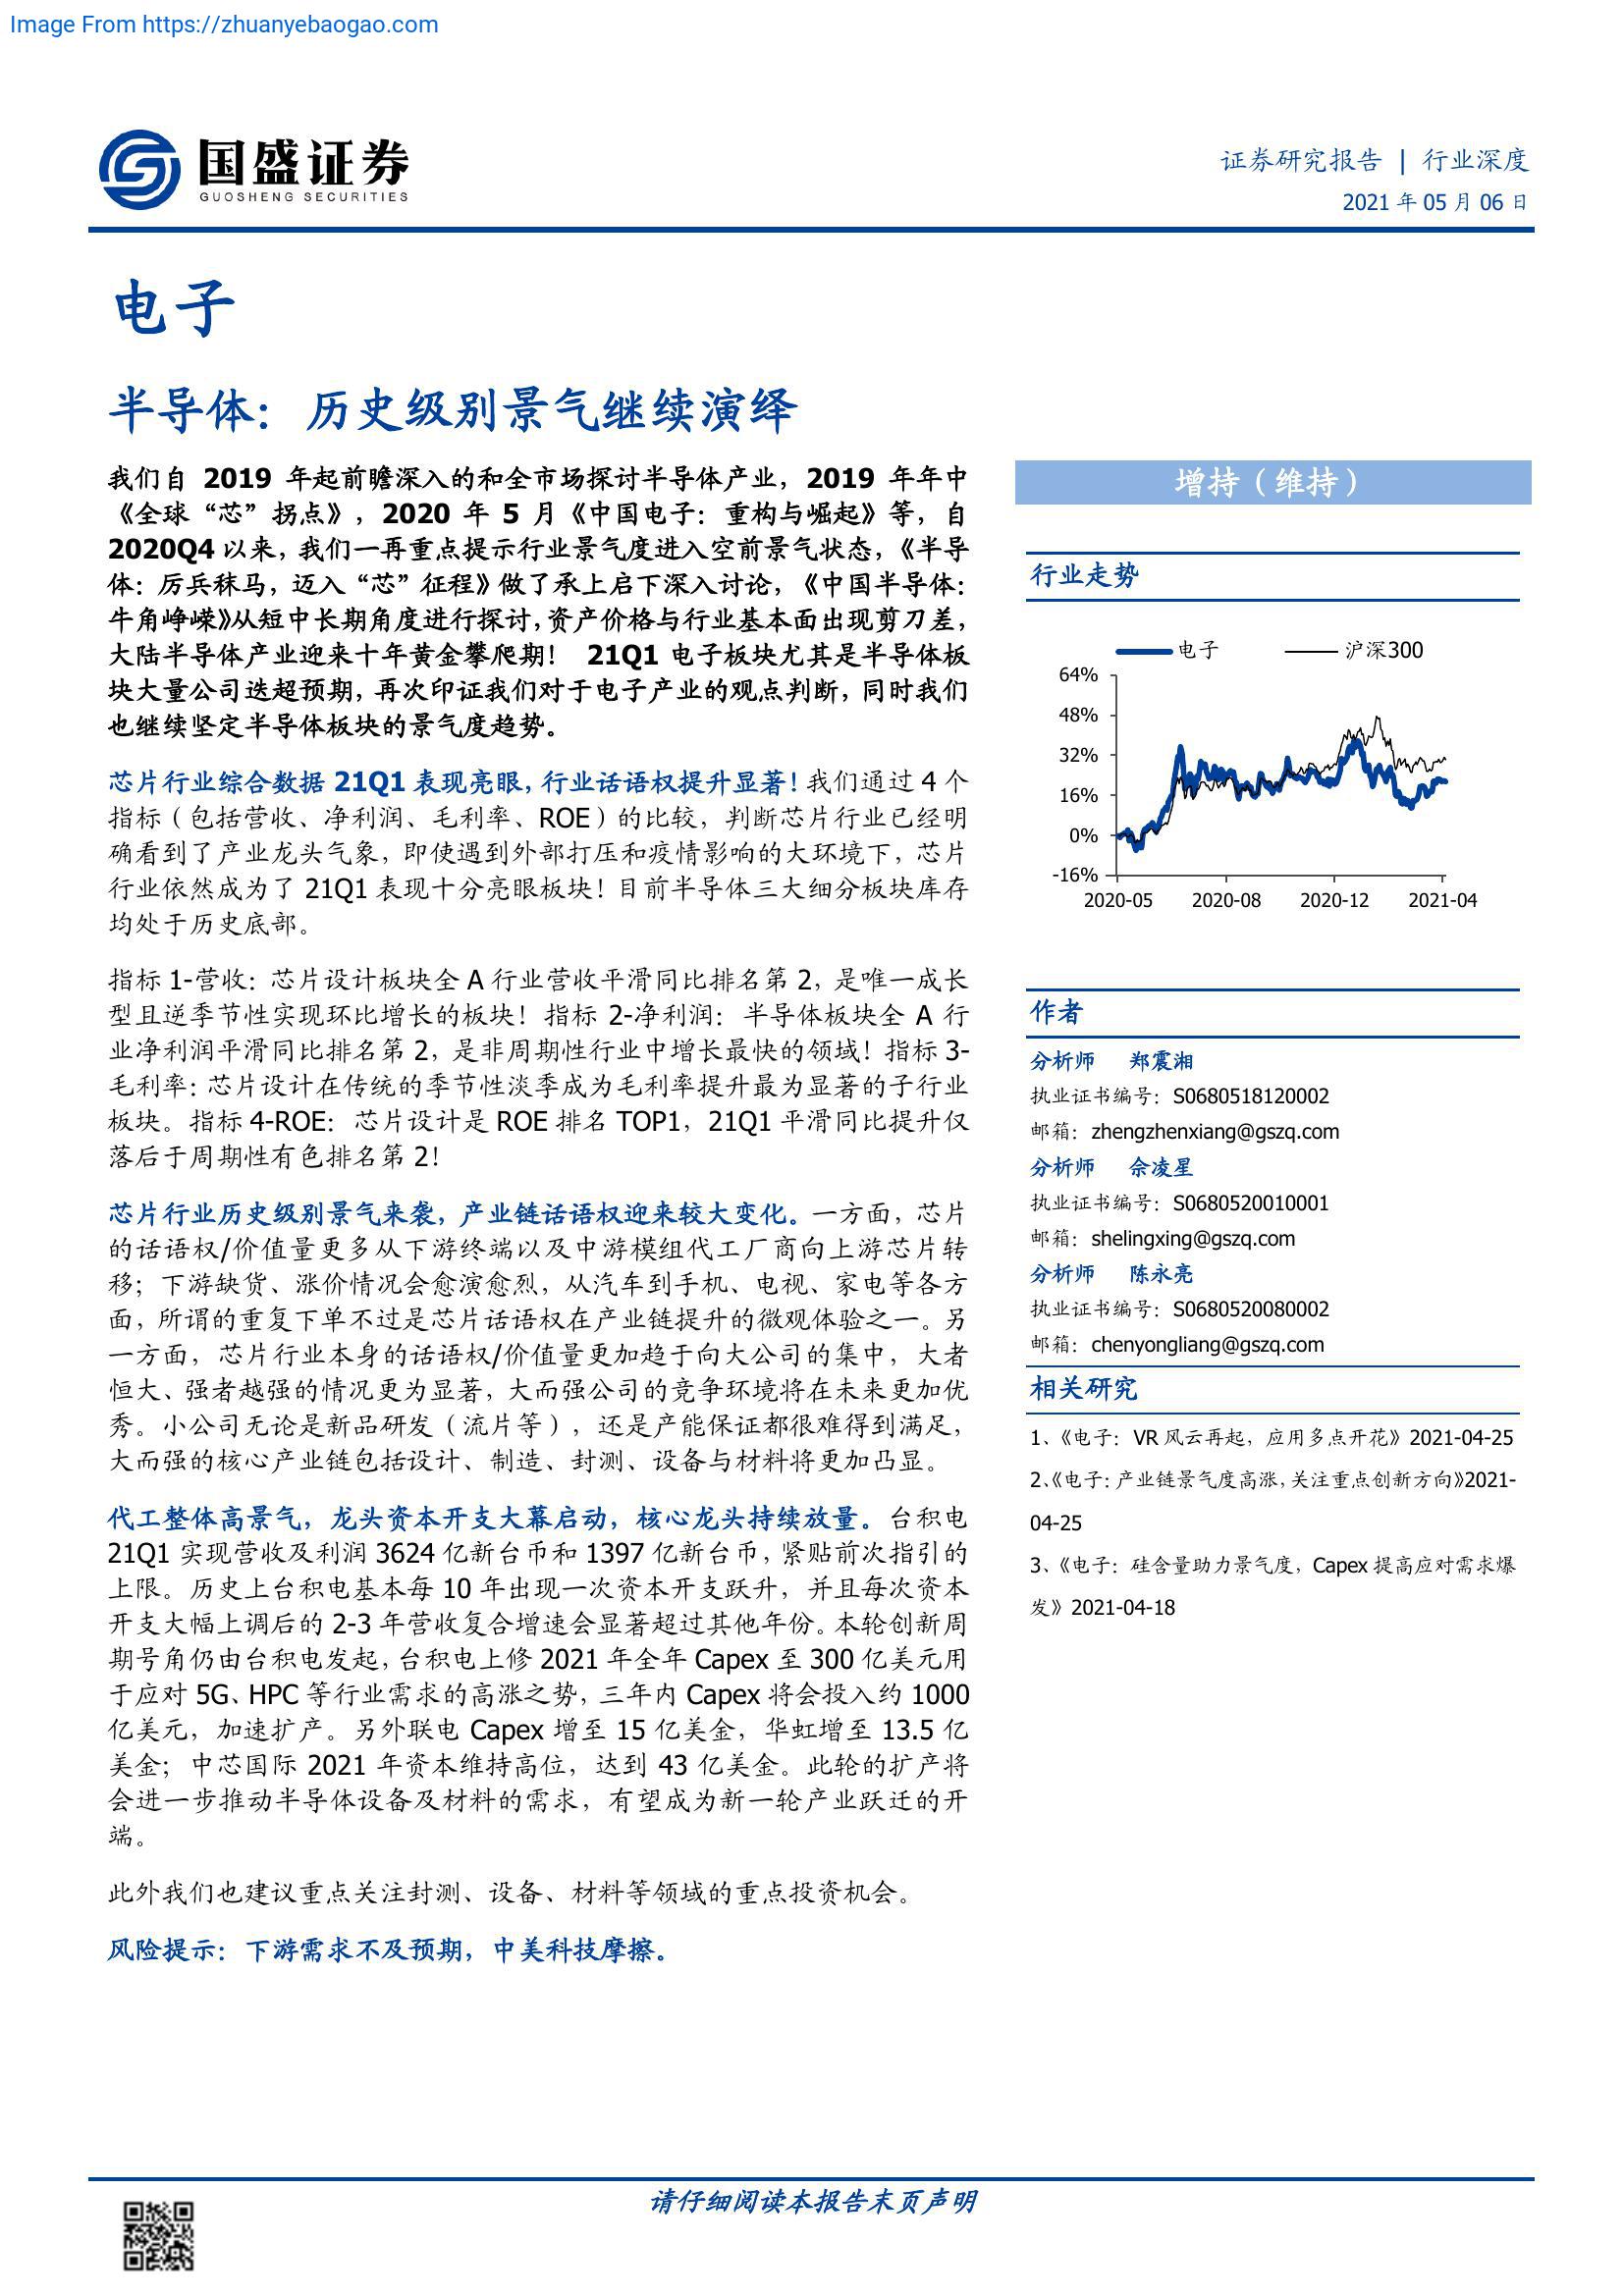 Image From https://zhuanyebaogao.com
国盛证券
GUOSHENG SECURITIES
证券研究报告 | 行业深度
2021 年 05 月 06 日
电子
半导体：历史级别景气继续演绎
我们自 2019 年起前瞻深入的和全市场探讨半导体产业，2019 年年中
《全球“芯”拐点》，2020 年 5 月《中国电子：重构与崛起》等，自
2020Q4 以来，我们一再重点提示行业景气度进入空前景气状态，《半导
体：厉兵秣马，迈入“芯”征程》做了承上启下深入讨论，《中国半导体：
牛角峥嵘》从短中长期角度进行探讨，资产价格与行业基本面出现剪刀差，
大陆半导体产业迎来十年黄金攀爬期！ 21Q1 电子板块尤其是半导体板
块大量公司迭超预期，再次印证我们对于电子产业的观点判断，同时我们
也继续坚定半导体板块的景气度趋势。
芯片行业综合数据 21Q1 表现亮眼，行业话语权提升显著！我们通过 4 个
指标（包括营收、净利润、毛利率、ROE）的比较，判断芯片行业已经明
确看到了产业龙头气象，即使遇到外部打压和疫情影响的大环境下，芯片
行业依然成为了 21Q1 表现十分亮眼板块！目前半导体三大细分板块库存
均处于历史底部。
指标 1-营收：芯片设计板块全 A 行业营收平滑同比排名第 2，是唯一成长
型且逆季节性实现环比增长的板块！指标 2-净利润：半导体板块全 A 行
业净利润平滑同比排名第 2，是非周期性行业中增长最快的领域！指标 3-
毛利率：芯片设计在传统的季节性淡季成为毛利率提升最为显著的子行业
板块。指标 4-ROE：芯片设计是 ROE 排名 TOP1，21Q1 平滑同比提升仅
落后于周期性有色排名第 2！
芯片行业历史级别景气来袭，产业链话语权迎来较大变化。一方面，芯片
的话语权/价值量更多从下游终端以及中游模组代工厂商向上游芯片转
移；下游缺货、涨价情况会愈演愈烈，从汽车到手机、电视、家电等各方
面，所谓的重复下单不过是芯片话语权在产业链提升的微观体验之一。另
一方面，芯片行业本身的话语权/价值量更加趋于向大公司的集中，大者
恒大、强者越强的情况更为显著，大而强公司的竞争环境将在未来更加优
秀。小公司无论是新品研发（流片等），还是产能保证都很难得到满足，
大而强的核心产业链包括设计、制造、封测、设备与材料将更加凸显。
代工整体高景气，龙头资本开支大幕启动，核心龙头持续放量。台积电
21Q1 实现营收及利润 3624 亿新台币和 1397 亿新台币，紧贴前次指引的
上限。历史上台积电基本每 10 年出现一次资本开支跃升，并且每次资本
开支大幅上调后的 2-3 年营收复合增速会显著超过其他年份。本轮创新周
期号角仍由台积电发起，台积电上修 2021 年全年 Capex 至 300 亿美元用
于应对 5G、HPC 等行业需求的高涨之势，三年内 Capex 将会投入约 1000
亿美元，加速扩产。另外联电 Capex 增至 15 亿美金，华虹增至 13.5 亿
美金；中芯国际 2021 年资本维持高位，达到 43 亿美金。此轮的扩产将
会进一步推动半导体设备及材料的需求，有望成为新一轮产业跃迁的开
端。
此外我们也建议重点关注封测、设备、材料等领域的重点投资机会。
风险提示：下游需求不及预期，中美科技摩擦。
增持（维持）
行业走势
电子 沪深300
64%
48%
32%
16%
0%
-16%
2020-05 2020-08 2020-12 2021-04
作者
分析师 郑震湘
执业证书编号：S0680518120002
邮箱：zhengzhenxiang@gszq.com
分析师 佘凌星
执业证书编号：S0680520010001
邮箱：shelingxing@gszq.com
分析师 陈永亮
执业证书编号：S0680520080002
邮箱：chenyongliang@gszq.com
相关研究
1、《电子：VR 风云再起，应用多点开花》2021-04-25
2、《电子：产业链景气度高涨，关注重点创新方向》2021-
04-25
3、《电子：硅含量助力景气度，Capex 提高应对需求爆
发》2021-04-18
请仔细阅读本报告末页声明